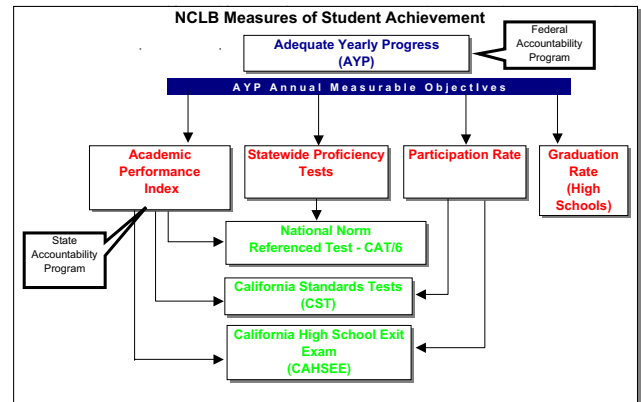 NCLB Measures of Student Achievement
Adequate Yearly Progress
(AYP)
Federal
Accountability
Program
AYP Annual Measurable ObjectIves
Academic
Performance
Index
Statewide Proficiency
Tests
Participation Rate
Graduation
Rate
(High
Schools)
State
Accountability
Program
National Norm
Referenced Test - CAT/6
California Standards Tests
(CST)
California High School Exit
Exam
(CAHSEE)